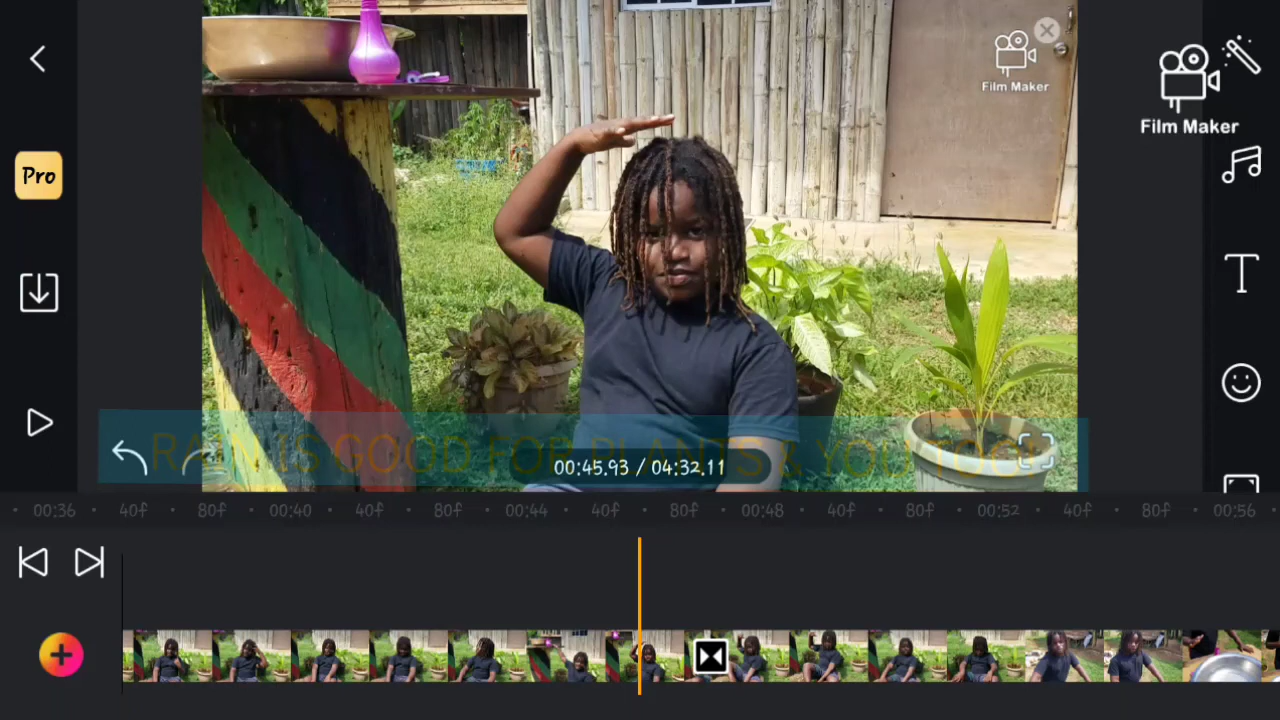 Film Maker
Film Maker
Pro
RAIN IS GOOD FOR PLANTS & YOU TOO
00:45.93 / 04:32.11
00:36 40f 80f 00:40 40f 80f 00:44 40f 80f 00:48 40f 80f 00:52 40f 80f 00:56